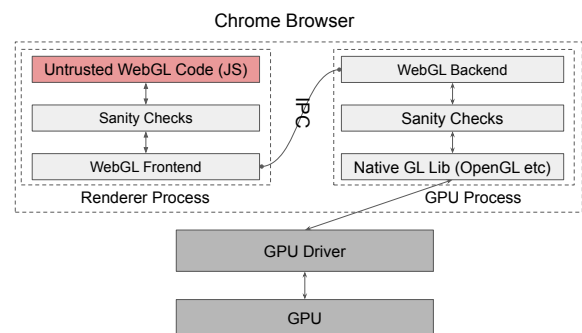 Chrome Browser
Untrusted WebGL Code (JS)
Sanity Checks
WebGL Frontend
Renderer Process
IPC
WebGL Backend
Sanity Checks
Native GL Lib (OpenGL etc)
GPU Process
GPU Driver
GPU